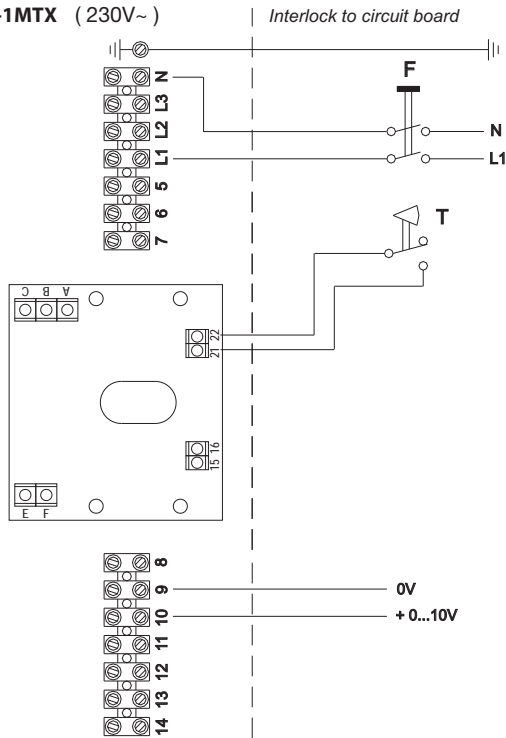 -1MTX (230V~)
Interlock to circuit board
F
N
L3
L2
L1
5
6
7
N
L1
T
C B A
22
21
16
15
E F
8
9
10
11
12
13
14
0V
+ 0...10V